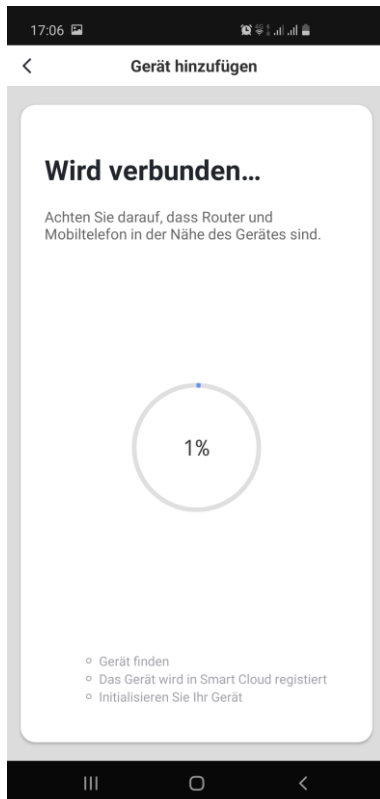 17:06
Gerät hinzufügen
Wird verbunden...
Achten Sie darauf, dass Router und
Mobiltelefon in der Nähe des Gerätes sind.
1%
Gerät finden
Das Gerät wird in Smart Cloud registiert
Initialisieren Sie Ihr Gerät